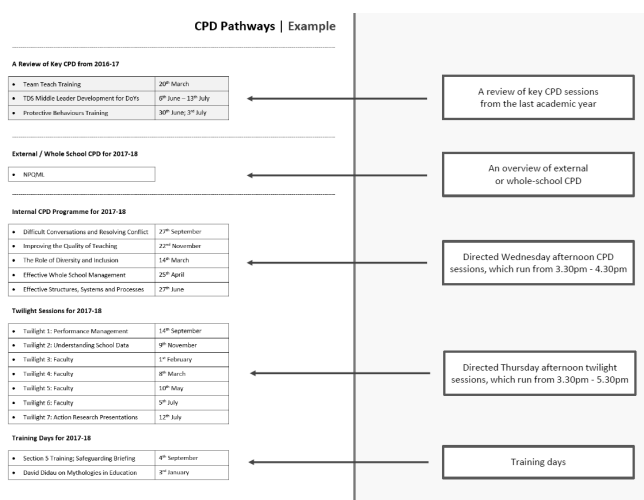 CPD Pathways | Example
A Review of Key CPD from 2016-17
• Team Teach Training 20th March
• TDS Middle Leader Development for DoYs 6th June – 13th July
• Protective Behaviours Training 30th June; 3rd July
A review of key CPD sessions
from the last academic year
External / Whole School CPD for 2017-18
• NPQML
An overview of external
or whole-school CPD
Internal CPD Programme for 2017-18
• Difficult Conversations and Resolving Conflict 27th September
• Improving the Quality of Teaching 22nd November
• The Role of Diversity and Inclusion 14th March
• Effective Whole School Management 25th April
• Effective Structures, Systems and Processes 27th June
Directed Wednesday afternoon CPD
sessions, which run from 3.30pm - 4.30pm
Twilight Sessions for 2017-18
• Twilight 1: Performance Management 14th September
• Twilight 2: Understanding School Data 9th November
• Twilight 3: Faculty 1st February
• Twilight 4: Faculty 8th March
• Twilight 5: Faculty 10th May
• Twilight 6: Faculty 5th July
• Twilight 7: Action Research Presentations 12th July
Directed Thursday afternoon twilight
sessions, which run from 3.30pm - 5.30pm
Training Days for 2017-18
• Section 5 Training; Safeguarding Briefing 4th September
• David Didau on Mythologies in Education 3rd January
Training days